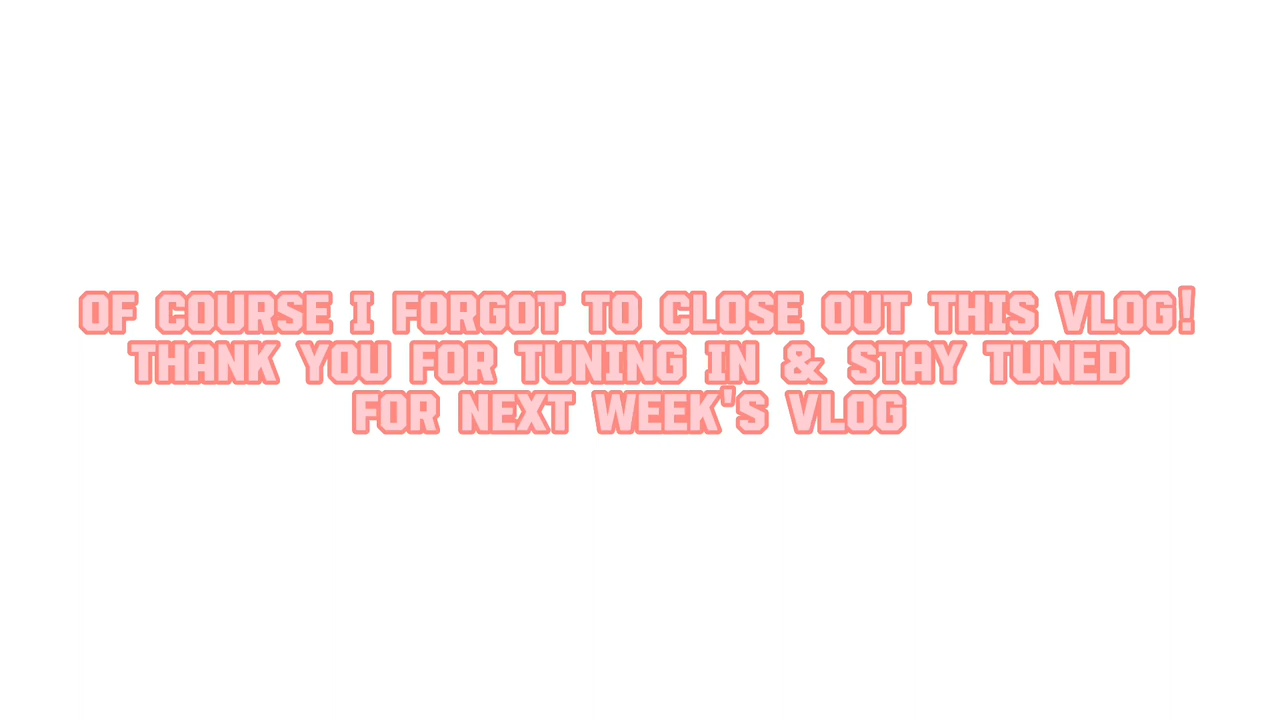 OF COURSE I FORGOT TO CLOSE OUT THIS VLOG!
THANK YOU FOR TUNING IN & STAY TUNED
FOR NEXT WEEK'S VLOG